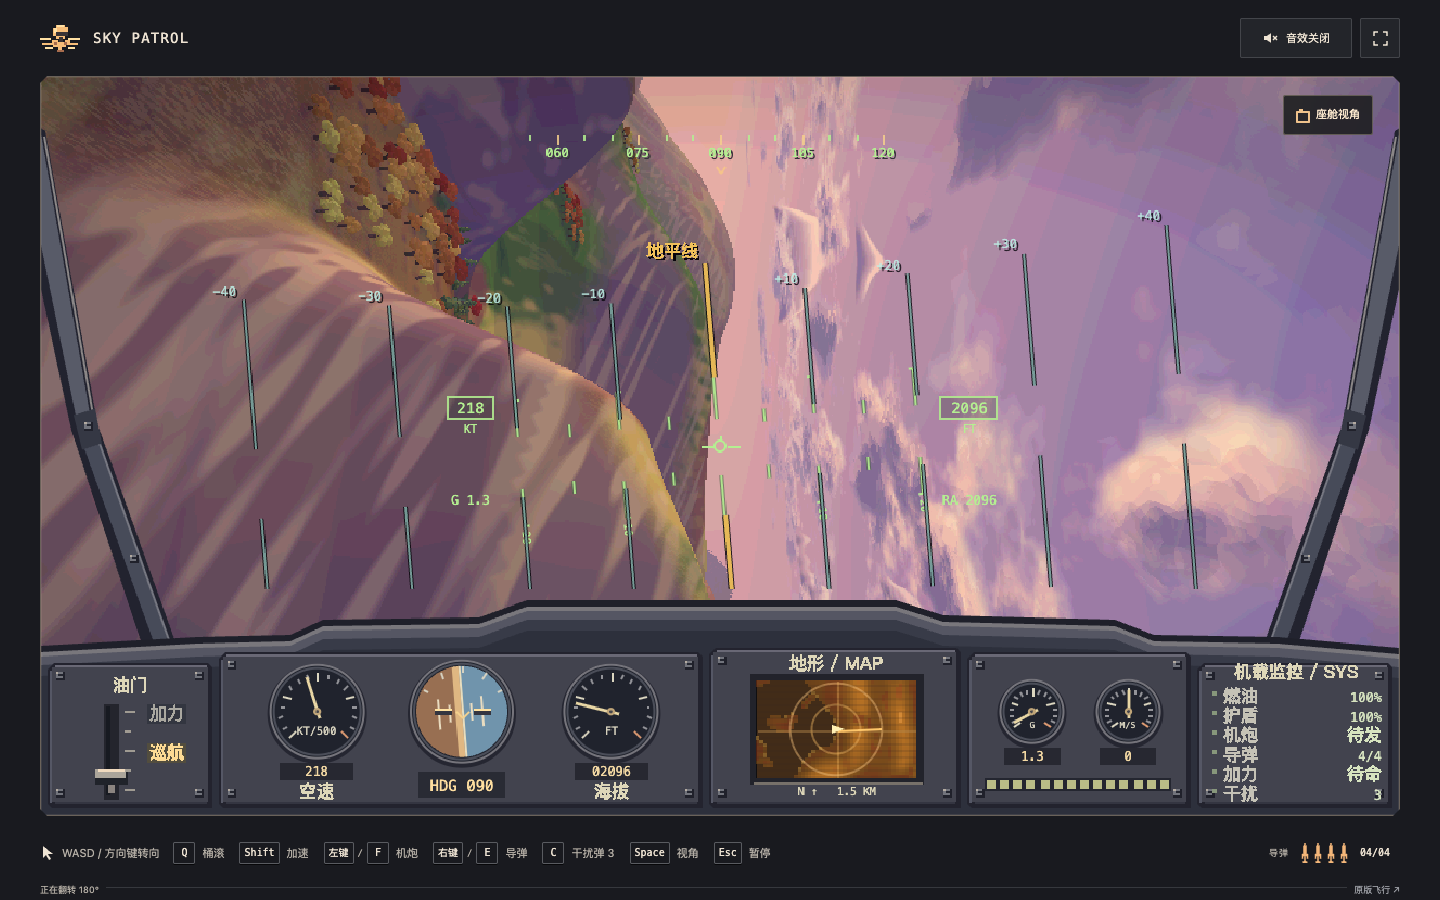 SKY PATROL
音效关闭
座舱视角
060 075 090 105 120
地平线
-40 -30 -20 -10 +10 +20 +30 +40
218 2096
KT FT
G 1.3 RA 2096
油门
加力
巡航
KT/500
218
空速
HDG 090
FT
02096
海拔
地形 / MAP
N ↑ 1.5 KM
G
1.3
M/S
0
机载监控 / SYS
燃油 100%
护盾 100%
机炮 待发
导弹 4/4
加力 待命
干扰 3
WASD / 方向键转向 Q 桶滚 Shift 加速 左键 / F 机炮 右键 / E 导弹 C 干扰弹 3 Space 视角 Esc 暂停
导弹 04/04
正在翻转 180° 原版飞行 ↗